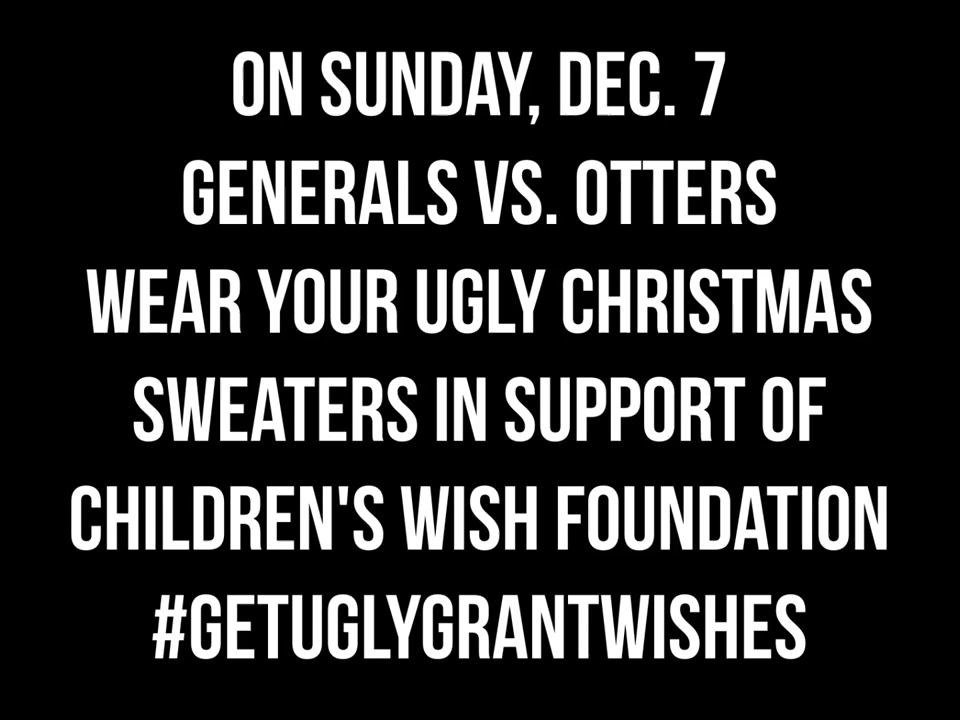 ON SUNDAY, DEC. 7
GENERALS VS. OTTERS
WEAR YOUR UGLY CHRISTMAS
SWEATERS IN SUPPORT OF
CHILDREN'S WISH FOUNDATION
#GETUGLYGRANTWISHES